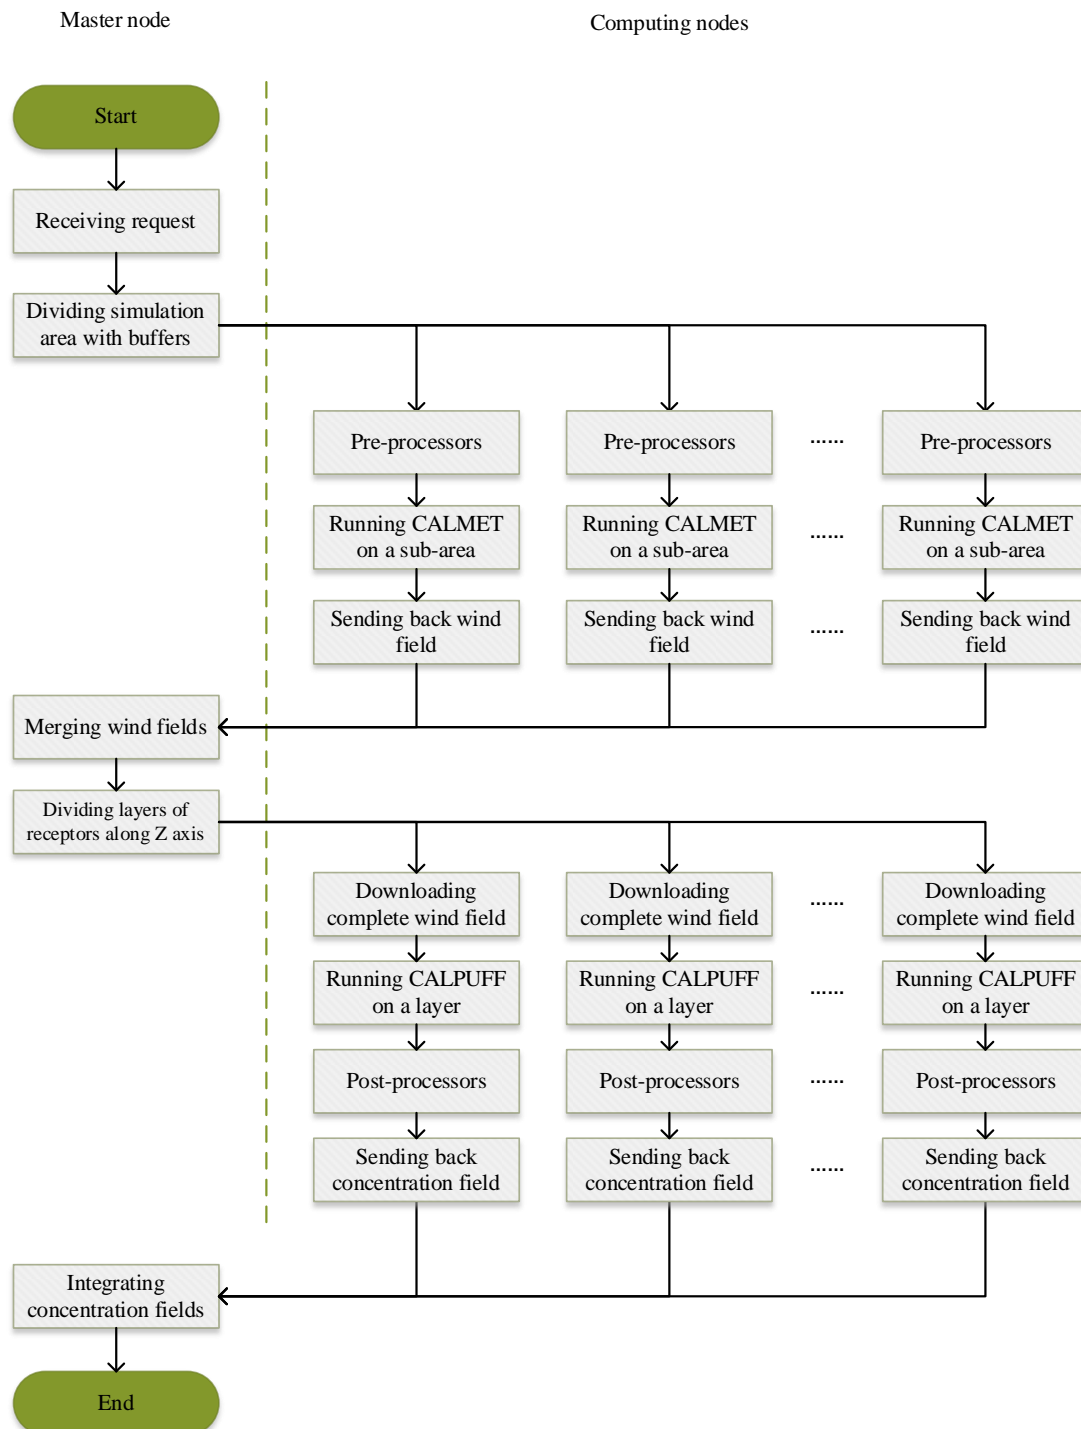 Master node
Computing nodes
Start
Receiving request
Dividing simulation
area with buffers
Pre-processors
Pre-processors
......
Pre-processors
Running CALMET
on a sub-area
Running CALMET
on a sub-area
......
Running CALMET
on a sub-area
Sending back wind
field
Sending back wind
field
......
Sending back wind
field
Merging wind fields
Dividing layers of
receptors along Z axis
Downloading
complete wind field
Downloading
complete wind field
......
Downloading
complete wind field
Running CALPUFF
on a layer
Running CALPUFF
on a layer
......
Running CALPUFF
on a layer
Post-processors
Post-processors
......
Post-processors
Sending back
concentration field
Sending back
concentration field
......
Sending back
concentration field
Integrating
concentration fields
End